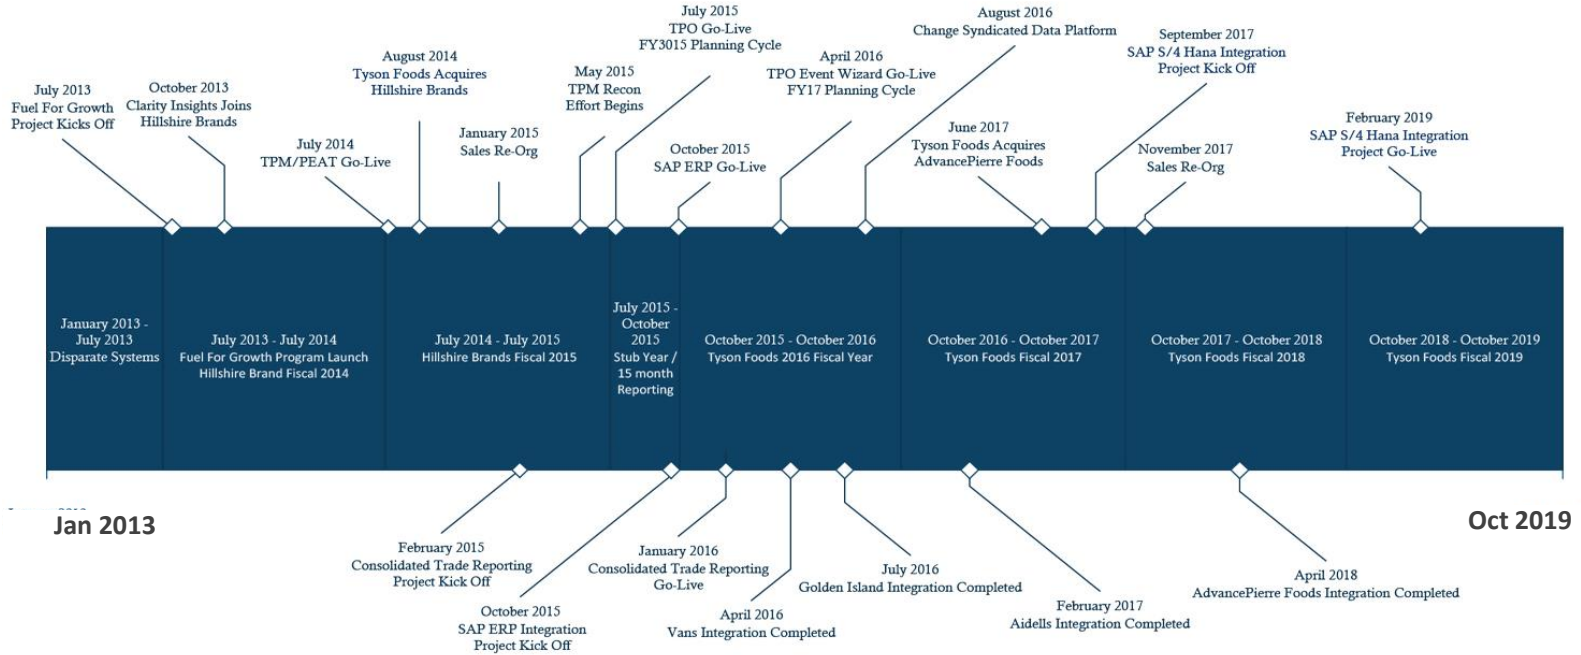 July 2013
Fuel For Growth
Project Kicks Off
October 2013
Clarity Insights Joins
Hillshire Brands
July 2014
TPM/PEAT Go-Live
August 2014
Tyson Foods Acquires
Hillshire Brands
January 2015
Sales Re-Org
May 2015
TPM Recon
Effort Begins
July 2015
TPO Go-Live
FY3015 Planning Cycle
October 2015
SAP ERP Go-Live
April 2016
TPO Event Wizard Go-Live
FY17 Planning Cycle
August 2016
Change Syndicated Data Platform
June 2017
Tyson Foods Acquires
AdvancePierre Foods
September 2017
SAP S/4 Hana Integration
Project Kick Off
November 2017
Sales Re-Org
February 2019
SAP S/4 Hana Integration
Project Go-Live
January 2013 -
July 2013
Disparate Systems
July 2013 - July 2014
Fuel For Growth Program Launch
Hillshire Brand Fiscal 2014
July 2014 - July 2015
Hillshire Brands Fiscal 2015
July 2015 -
October
2015
Stub Year /
15 month
Reporting
October 2015 - October 2016
Tyson Foods 2016 Fiscal Year
October 2016 - October 2017
Tyson Foods Fiscal 2017
October 2017 - October 2018
Tyson Foods Fiscal 2018
October 2018 - October 2019
Tyson Foods Fiscal 2019
Jan 2013
Oct 2019
February 2015
Consolidated Trade Reporting
Project Kick Off
October 2015
SAP ERP Integration
Project Kick Off
January 2016
Consolidated Trade Reporting
Go-Live
April 2016
Vans Integration Completed
July 2016
Golden Island Integration Completed
February 2017
Aidells Integration Completed
April 2018
AdvancePierre Foods Integration Completed